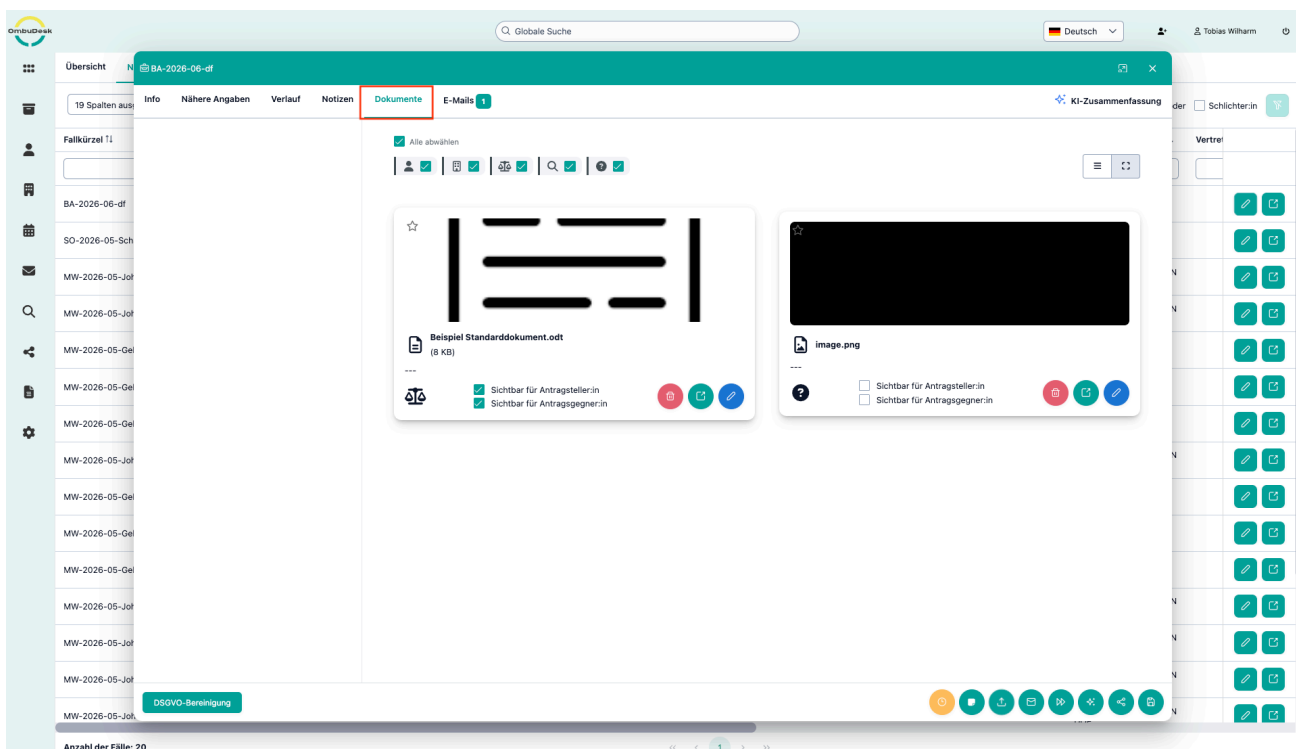 OmbuDesk
Globale Suche
Deutsch
Tobias Wilharm
Übersicht
BA-2026-06-df
19 Spalten
Info
Nähere Angaben
Verlauf
Notizen
Dokumente
E-Mails 1
KI-Zusammenfassung
Schlichter:in
Fallkürzel
Alle abwählen
BA-2026-06-df
SO-2026-05-Sch
MW-2026-05-Joh
MW-2026-05-Joh
MW-2026-05-Gel
MW-2026-05-Gel
MW-2026-05-Gel
MW-2026-05-Joh
MW-2026-05-Gel
MW-2026-05-Gel
MW-2026-05-Gel
MW-2026-05-Joh
MW-2026-05-Joh
MW-2026-05-Joh
MW-2026-05-Joh
Beispiel Standarddokument.odt
(8 KB)
---
Sichtbar für Antragsteller:in
Sichtbar für Antragsgegner:in
image.png
---
Sichtbar für Antragsteller:in
Sichtbar für Antragsgegner:in
DSGVO-Bereinigung
Anzahl der Fälle: 20
1